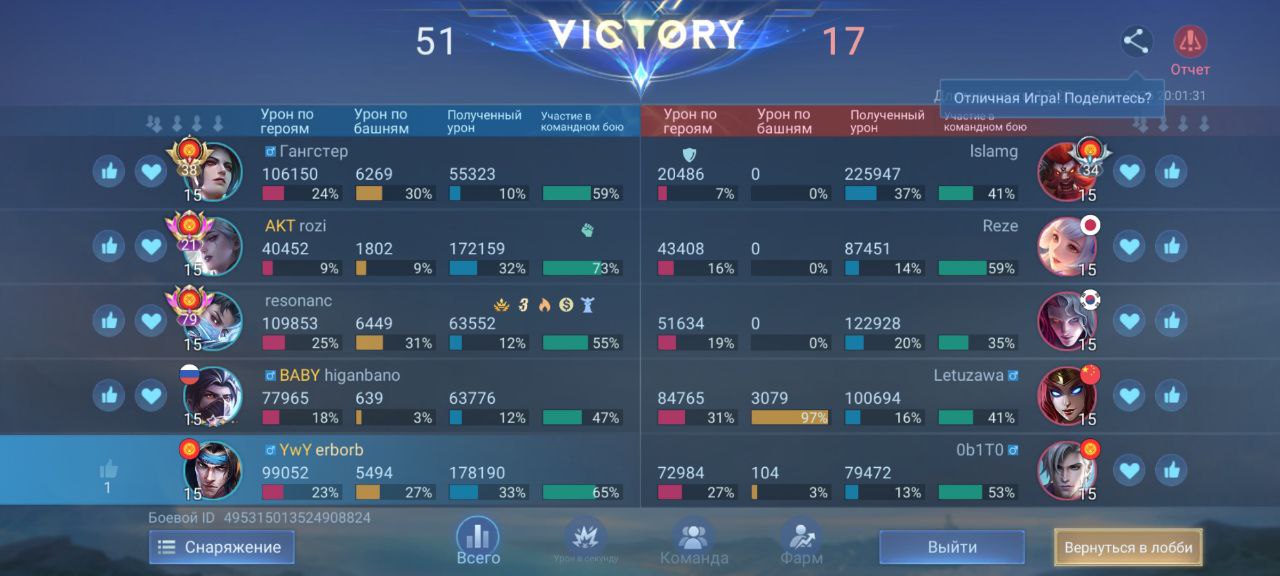 51 VICTORY 17
Отчет
Отличная Игра! Поделитесь?
20:01:31
Урон по героям Урон по башням Полученный урон Участие в командном бою Урон по героям Урон по башням Полученный урон Участие в командном бою
Гангстер Islamg
38 106150 6269 55323 20486 0 225947 34
15 24% 30% 10% 59% 7% 0% 37% 41% 15
AKT rozi Reze
21 40452 1802 172159 43408 0 87451
15 9% 9% 32% 73% 16% 0% 14% 59% 15
resonanc 3
79 109853 6449 63552 51634 0 122928
15 25% 31% 12% 55% 19% 0% 20% 35% 15
BABY higanbano Letuzawa
77965 639 63776 84765 3079 100694
15 18% 3% 12% 47% 31% 97% 16% 41% 15
YwY erborb 0b1T0
99052 5494 178190 72984 104 79472
1 15 23% 27% 33% 65% 27% 3% 13% 53% 15
Боевой ID 495315013524908824
Снаряжение Всего Урон в секунду Команда Фарм Выйти Вернуться в лобби